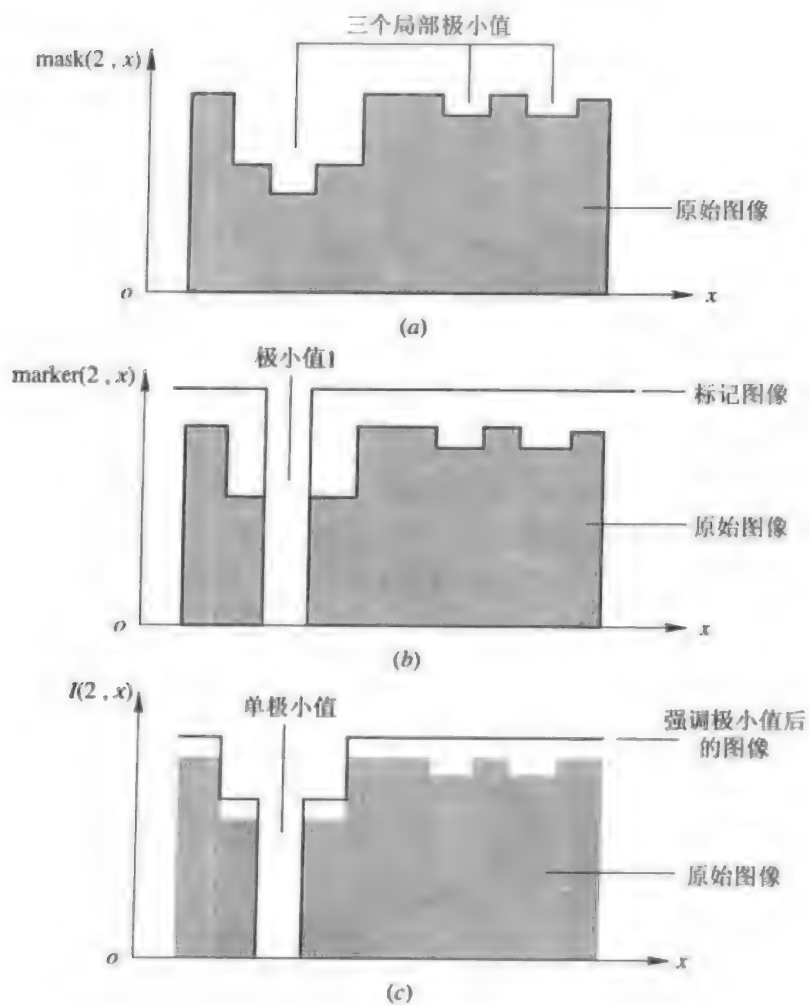 三个局部极小值
mask(2, x)
原始图像
o
x
(a)
极小值1
marker(2, x)
标记图像
原始图像
o
x
(b)
I(2, x)
单极小值
强调极小值后
的图像
原始图像
o
x
(c)